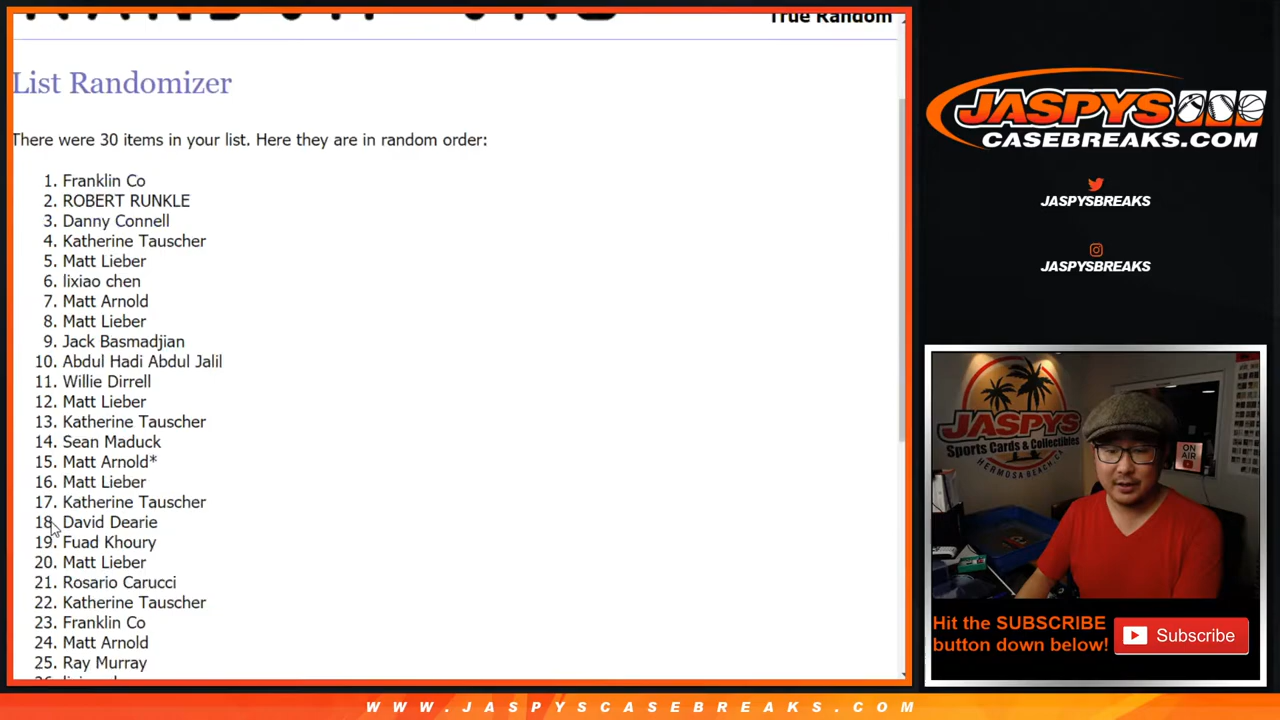 True Random
List Randomizer
There were 30 items in your list. Here they are in random order:
1. Franklin Co
2. ROBERT RUNKLE
3. Danny Connell
4. Katherine Tauscher
5. Matt Lieber
6. lixiao chen
7. Matt Arnold
8. Matt Lieber
9. Jack Basmadjian
10. Abdul Hadi Abdul Jalil
11. Willie Dirrell
12. Matt Lieber
13. Katherine Tauscher
14. Sean Maduck
15. Matt Arnold*
16. Matt Lieber
17. Katherine Tauscher
18. David Dearie
19. Fuad Khoury
20. Matt Lieber
21. Rosario Carucci
22. Katherine Tauscher
23. Franklin Co
24. Matt Arnold
25. Ray Murray
JASPYS
CASEBREAKS.COM
JASPYSBREAKS
JASPYSBREAKS
JASPYS
Sports Cards & Collectibles
HERMOSA BEACH, CA
ON
AIR
Hit the SUBSCRIBE
button down below!
Subscribe
WWW.JASPYSCASEBREAKS.COM